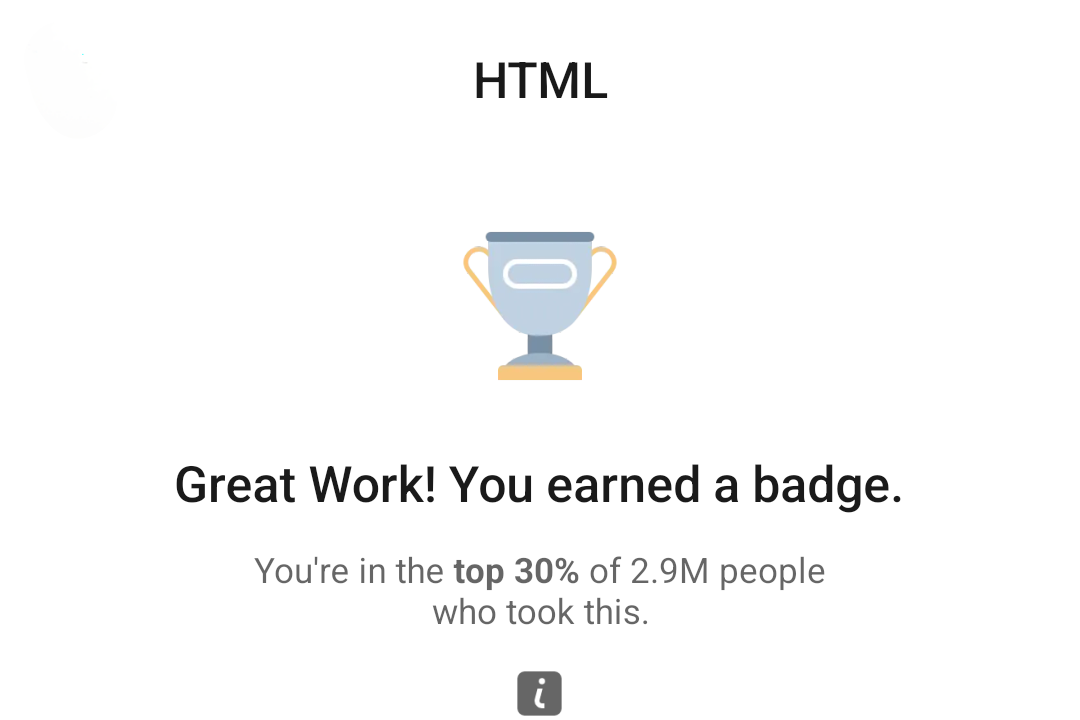 HTML
Great Work! You earned a badge.
You're in the top 30% of 2.9M people
who took this.
i